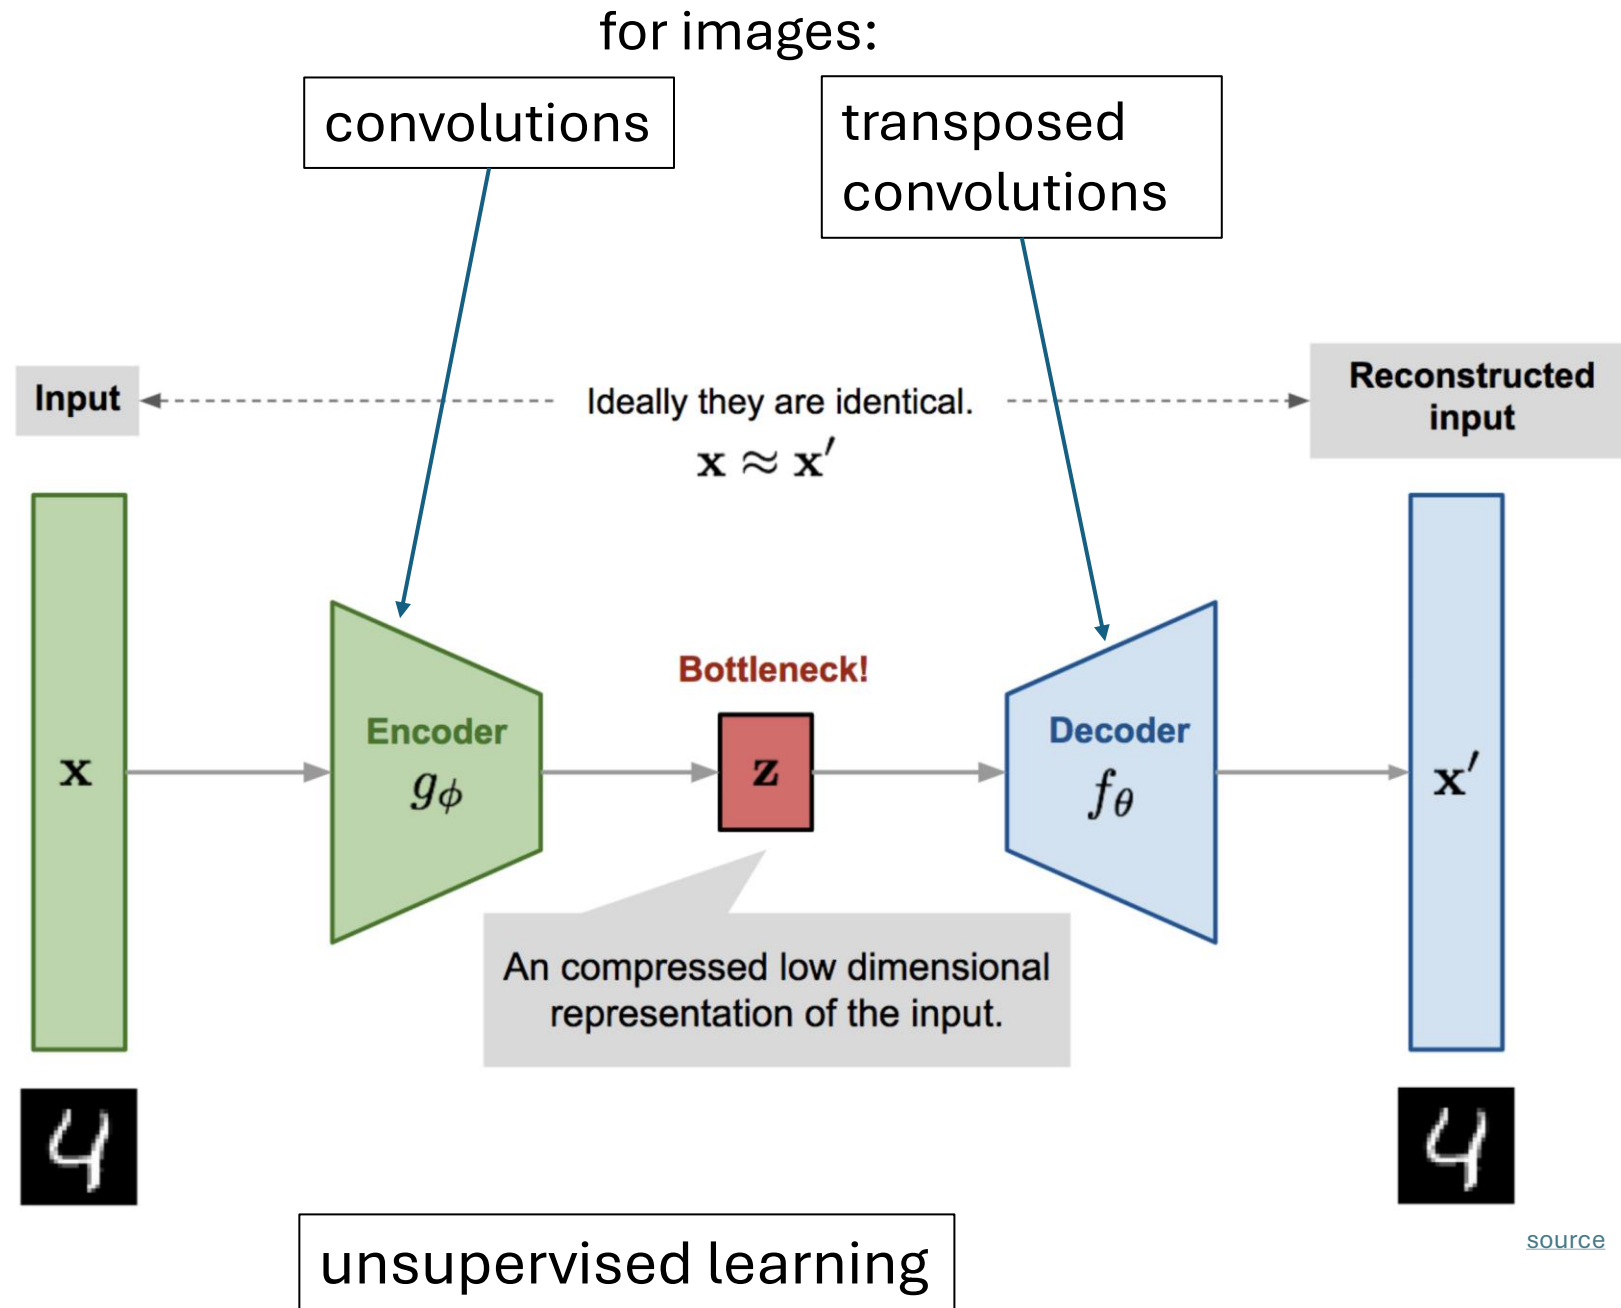 for images:
convolutions
transposed
convolutions
Input
Ideally they are identical.
x ≈ x′
Reconstructed
input
x
Encoder
gϕ
Bottleneck!
z
Decoder
fθ
x′
An compressed low dimensional
representation of the input.
4
4
source
unsupervised learning